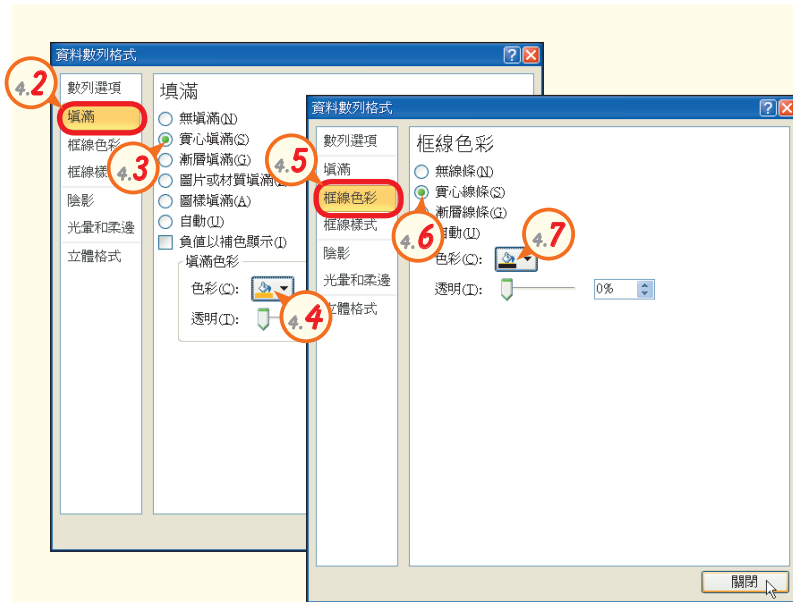 資料數列格式
4.2
數列選項
填滿
框線色彩
框線樣
陰影
光暈和柔邊
立體格式
填滿
無填滿(N)
4.3
實心填滿(S)
漸層填滿(G)
圖片或材質填滿
圖樣填滿(A)
自動(U)
負值以補色顯示(I)
填滿色彩
色彩(C):
4.4
透明(T):
資料數列格式
數列選項
填滿
4.5
框線色彩
框線樣式
陰影
光暈和柔邊
立體格式
框線色彩
無線條(N)
4.6
實心線條(S)
漸層線條(G)
自動(U)
4.7
色彩(C):
透明(T):
0%
關閉